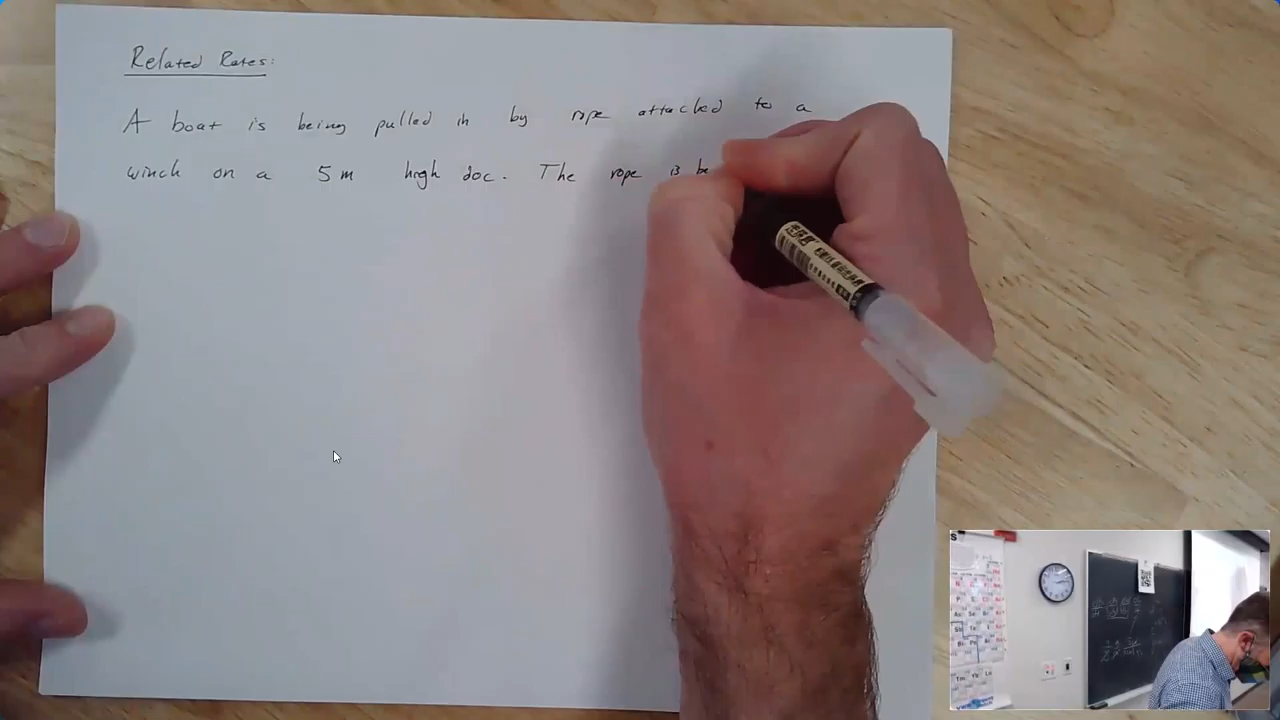 Related Rates:
A boat is being pulled in by rope attached to a
winch on a 5 m high doc. The rope is be